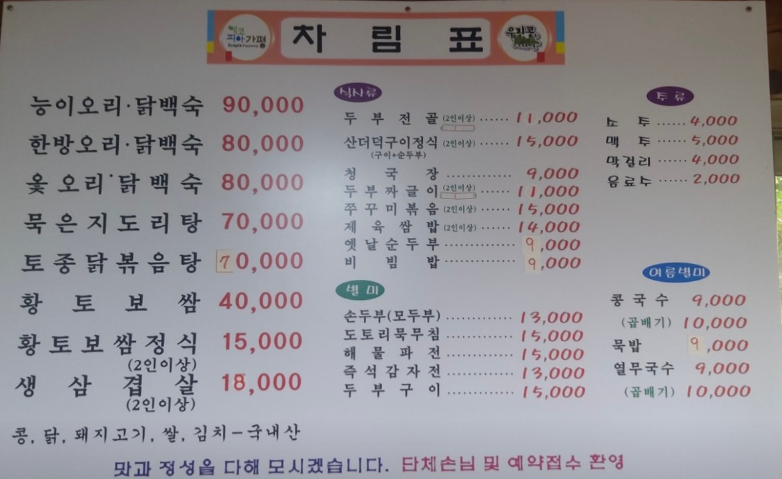 피아가평
차림표
능이오리·닭백숙 90,000
한방오리·닭백숙 80,000
옻오리·닭백숙 80,000
묵은지도리탕 70,000
토종닭볶음탕 70,000
황토보쌈 40,000
황토보쌈정식 15,000
(2인이상)
생삼겹살 18,000
(2인이상)
식사류
두부전골(2인이상) ······ 11,000
산더덕구이정식(2인이상) ······ 15,000
(구이+순두부)
청국장 ············ 9,000
두부짜글이(2인이상) ······ 11,000
쭈꾸미볶음(2인이상) ······ 15,000
제육쌈밥(2인이상) ······ 14,000
옛날순두부 ············ 9,000
비빔밥 ············ 9,000
별미
손두부(모두부) ············ 13,000
도토리묵무침 ············ 15,000
해물파전 ············ 15,000
즉석감자전 ············ 13,000
두부구이 ············ 15,000
주류
소주 ······ 4,000
맥주 ······ 5,000
막걸리 ······ 4,000
음료수 ······ 2,000
여름별미
콩국수 9,000
(곱배기) 10,000
묵밥 9,000
열무국수 9,000
(곱배기) 10,000
콩, 닭, 돼지고기, 쌀, 김치-국내산
맛과 정성을 다해 모시겠습니다. 단체손님 및 예약접수 환영